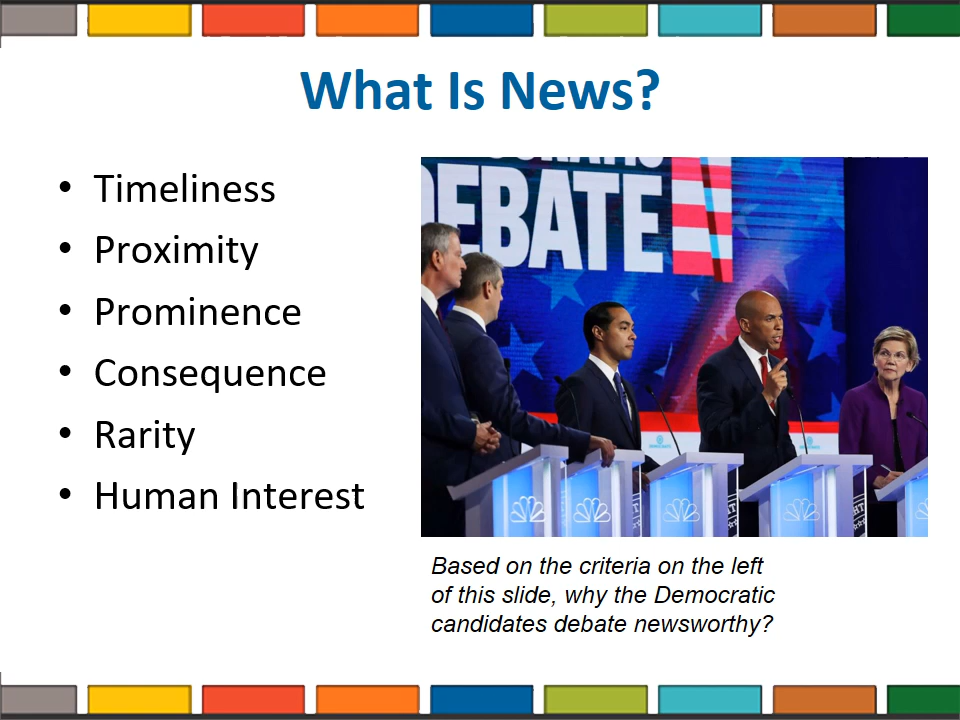 What Is News?
• Timeliness
• Proximity
• Prominence
• Consequence
• Rarity
• Human Interest
DEBATE
Based on the criteria on the left
of this slide, why the Democratic
candidates debate newsworthy?